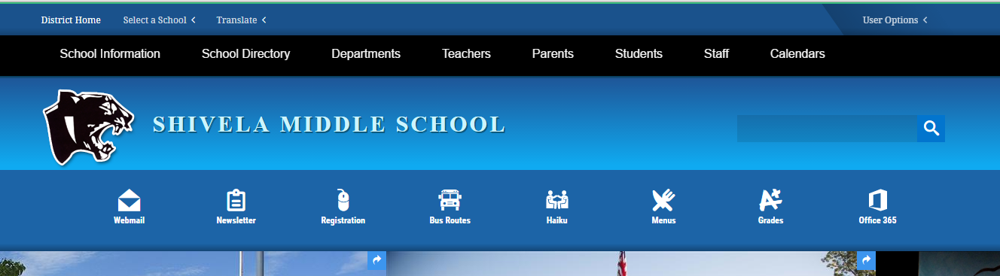 District Home Select a School Translate User Options
School Information School Directory Departments Teachers Parents Students Staff Calendars
SHIVELA MIDDLE SCHOOL
Webmail Newsletter Registration Bus Routes Haiku Menus Grades Office 365